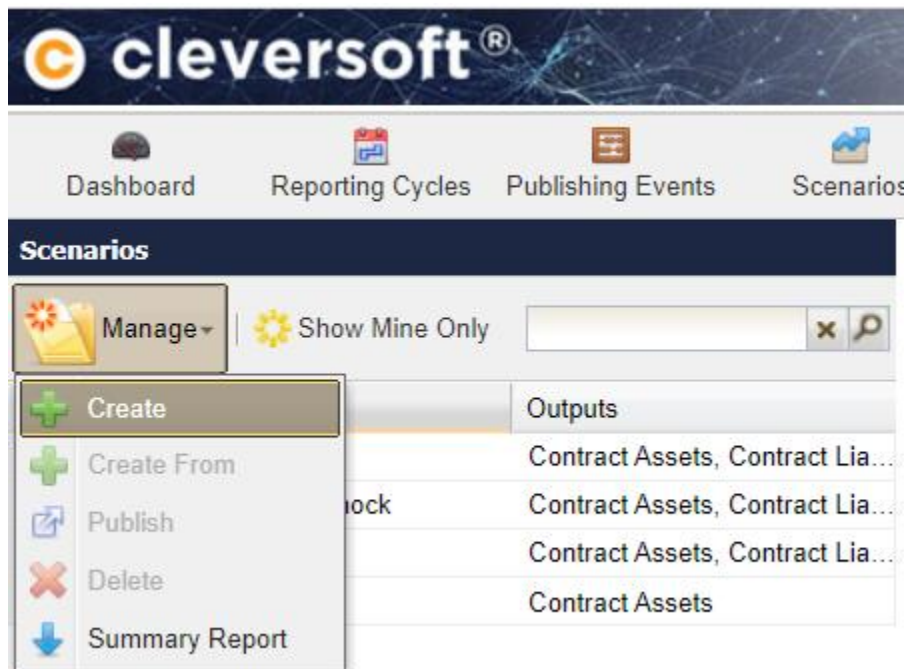 cleversoft®
Dashboard Reporting Cycles Publishing Events Scenarios
Scenarios
Manage Show Mine Only
Create Outputs
Create From Contract Assets, Contract Lia...
Publish Contract Assets, Contract Lia...
Contract Assets, Contract Lia...
Delete Contract Assets
Summary Report